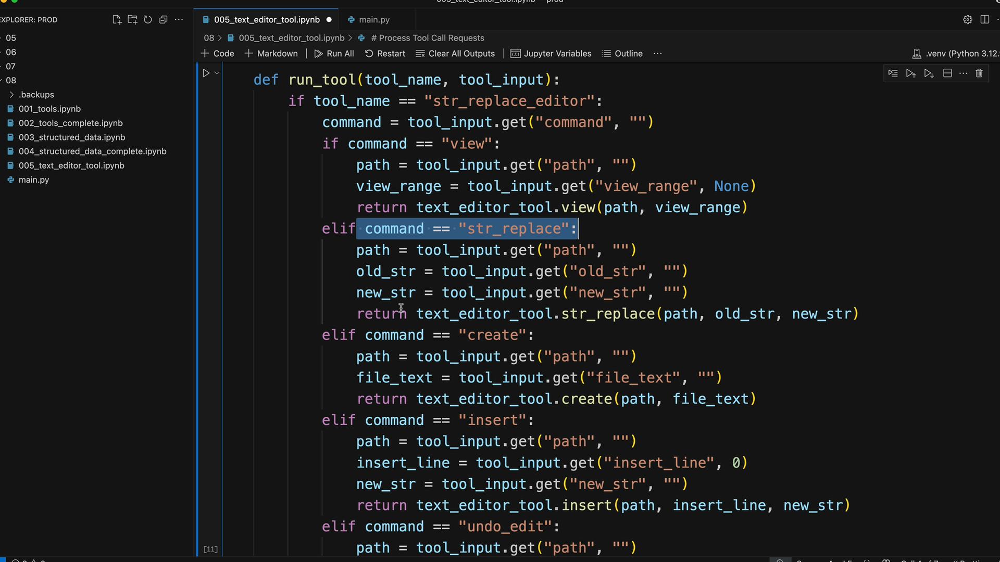 EXPLORER: PROD
05
06
07
08
.backups
001_tools.ipynb
002_tools_complete.ipynb
003_structured_data.ipynb
004_structured_data_complete.ipynb
005_text_editor_tool.ipynb
main.py
005_text_editor_tool.ipynb
main.py
08 > 005_text_editor_tool.ipynb > # Process Tool Call Requests
+ Code + Markdown | Run All Restart Clear All Outputs | Jupyter Variables Outline ...
.venv (Python 3.12.
def run_tool(tool_name, tool_input):
if tool_name == "str_replace_editor":
command = tool_input.get("command", "")
if command == "view":
path = tool_input.get("path", "")
view_range = tool_input.get("view_range", None)
return text_editor_tool.view(path, view_range)
elif command == "str_replace":
path = tool_input.get("path", "")
old_str = tool_input.get("old_str", "")
new_str = tool_input.get("new_str", "")
return text_editor_tool.str_replace(path, old_str, new_str)
elif command == "create":
path = tool_input.get("path", "")
file_text = tool_input.get("file_text", "")
return text_editor_tool.create(path, file_text)
elif command == "insert":
path = tool_input.get("path", "")
insert_line = tool_input.get("insert_line", 0)
new_str = tool_input.get("new_str", "")
return text_editor_tool.insert(path, insert_line, new_str)
elif command == "undo_edit":
[11]
path = tool_input.get("path", "")